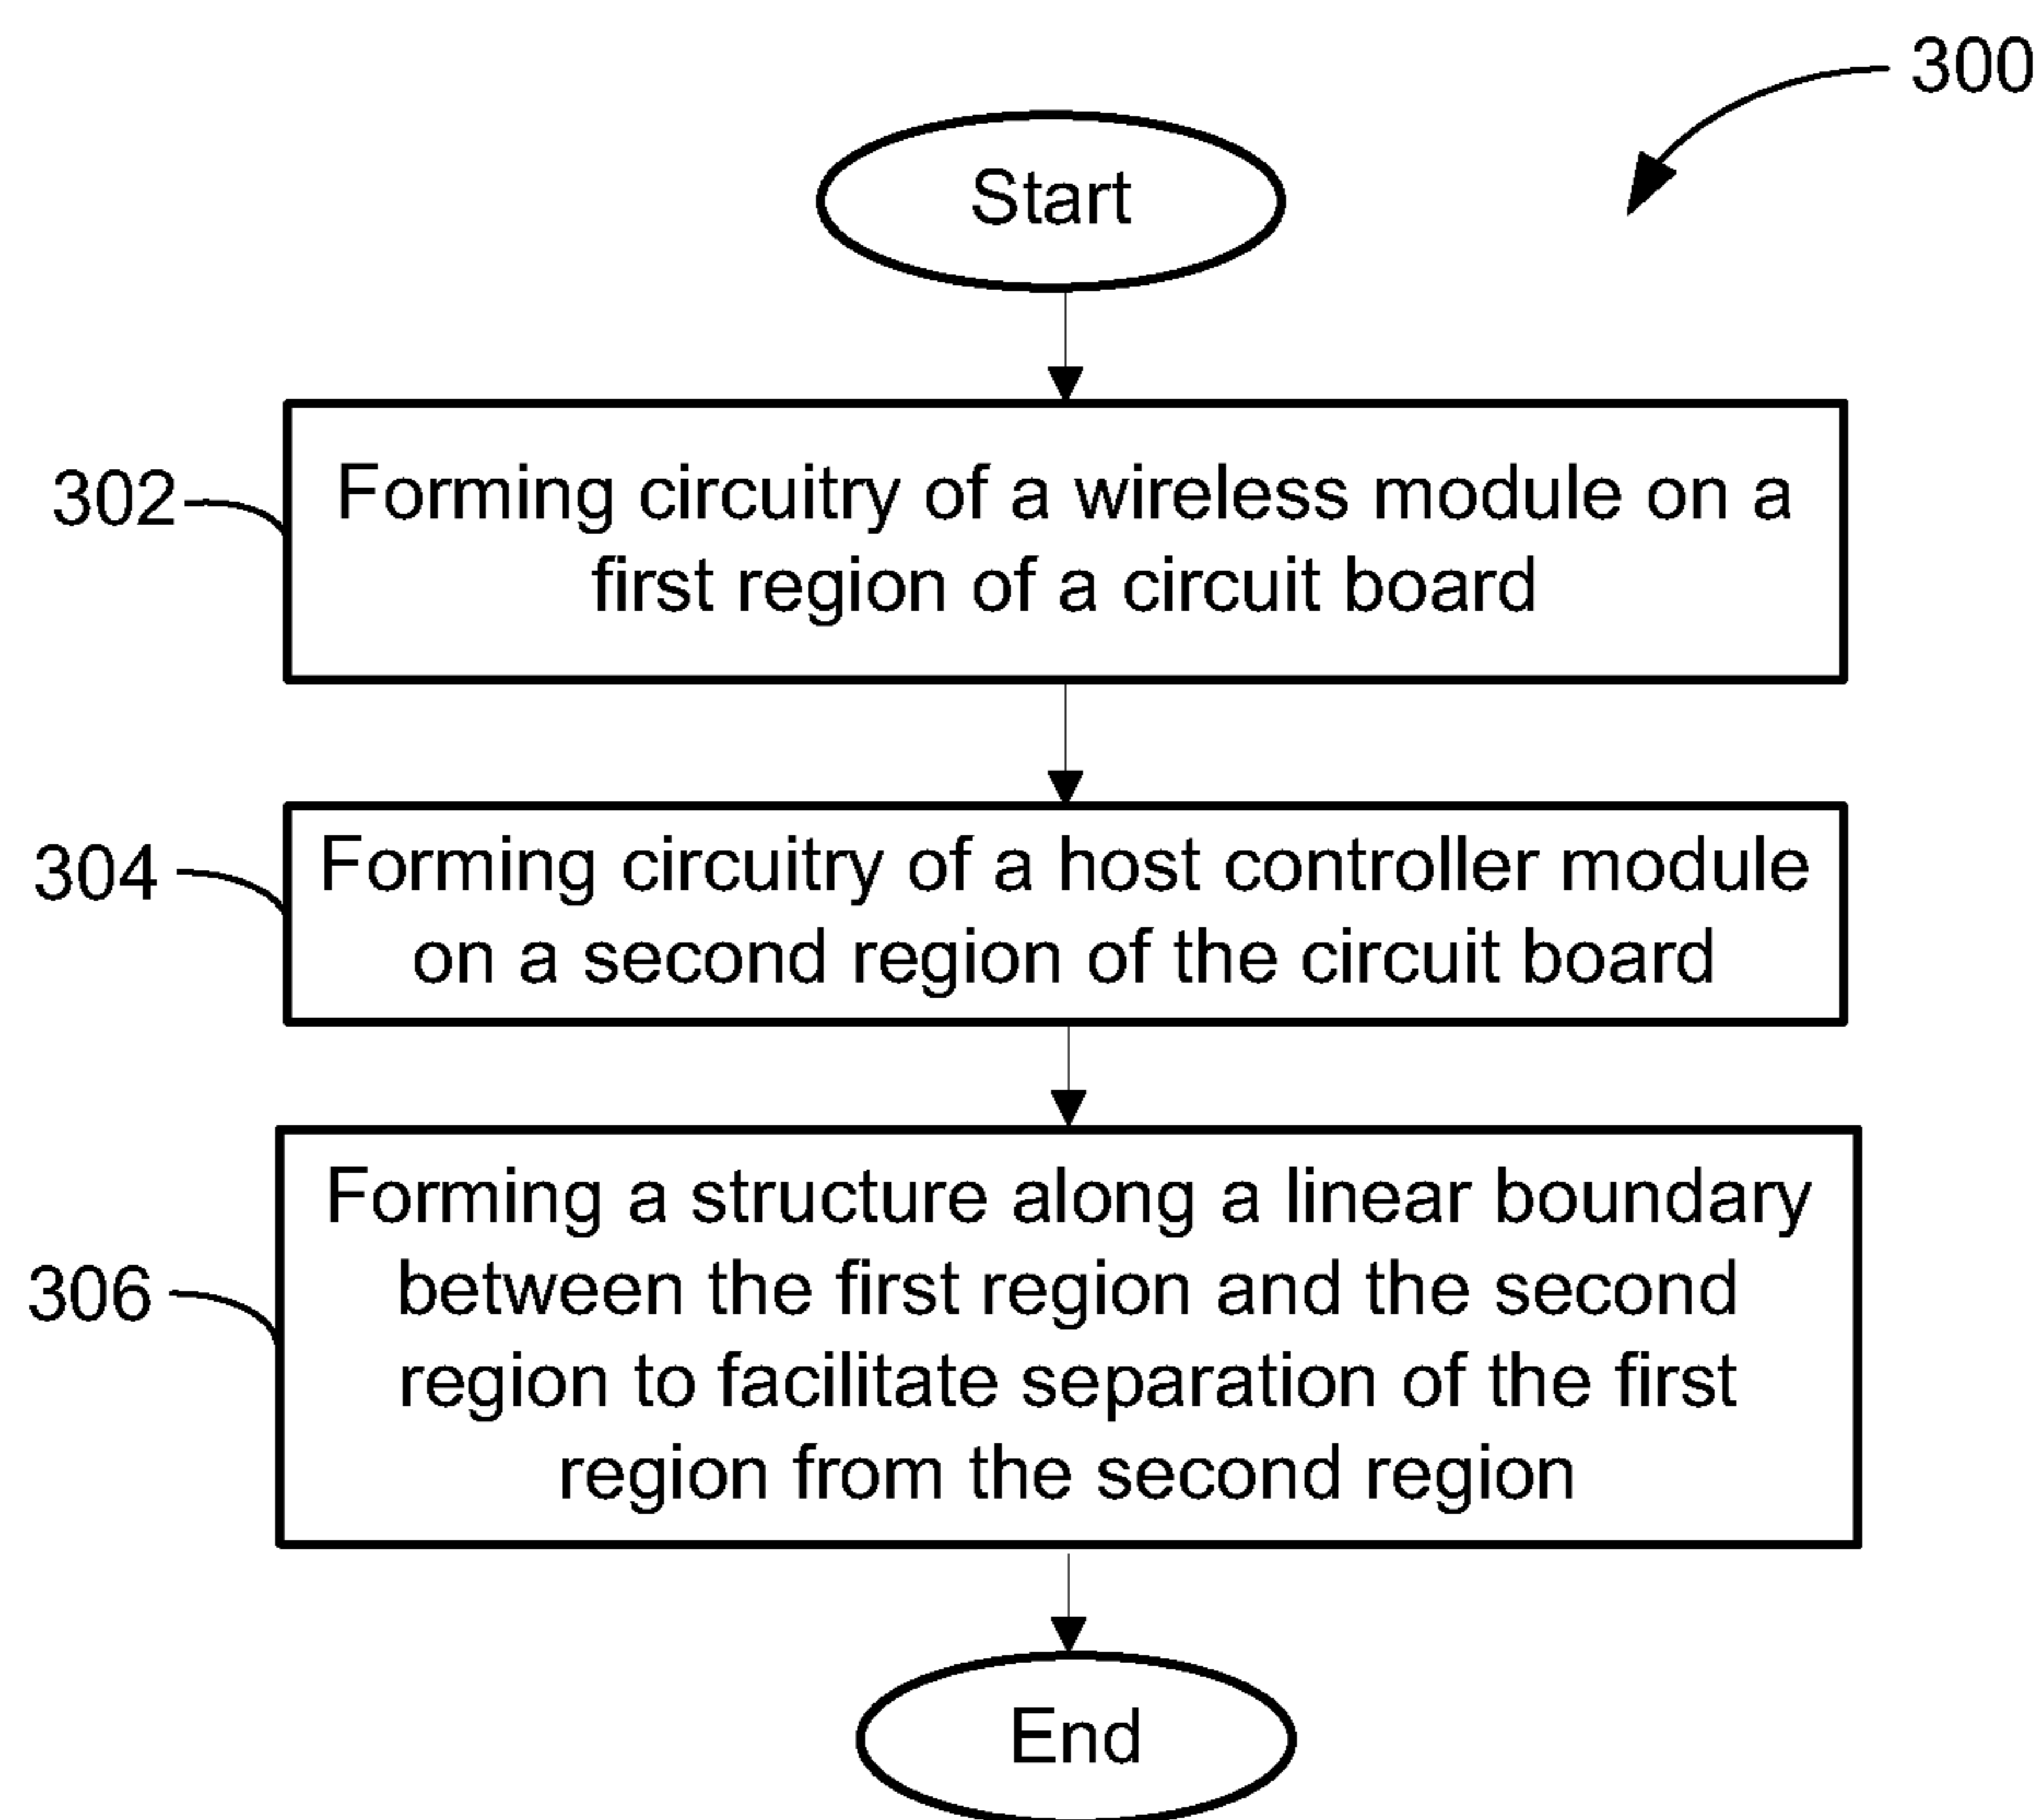 300
Start
302
Forming circuitry of a wireless module on a
first region of a circuit board
304
Forming circuitry of a host controller module
on a second region of the circuit board
306
Forming a structure along a linear boundary
between the first region and the second
region to facilitate separation of the first
region from the second region
End